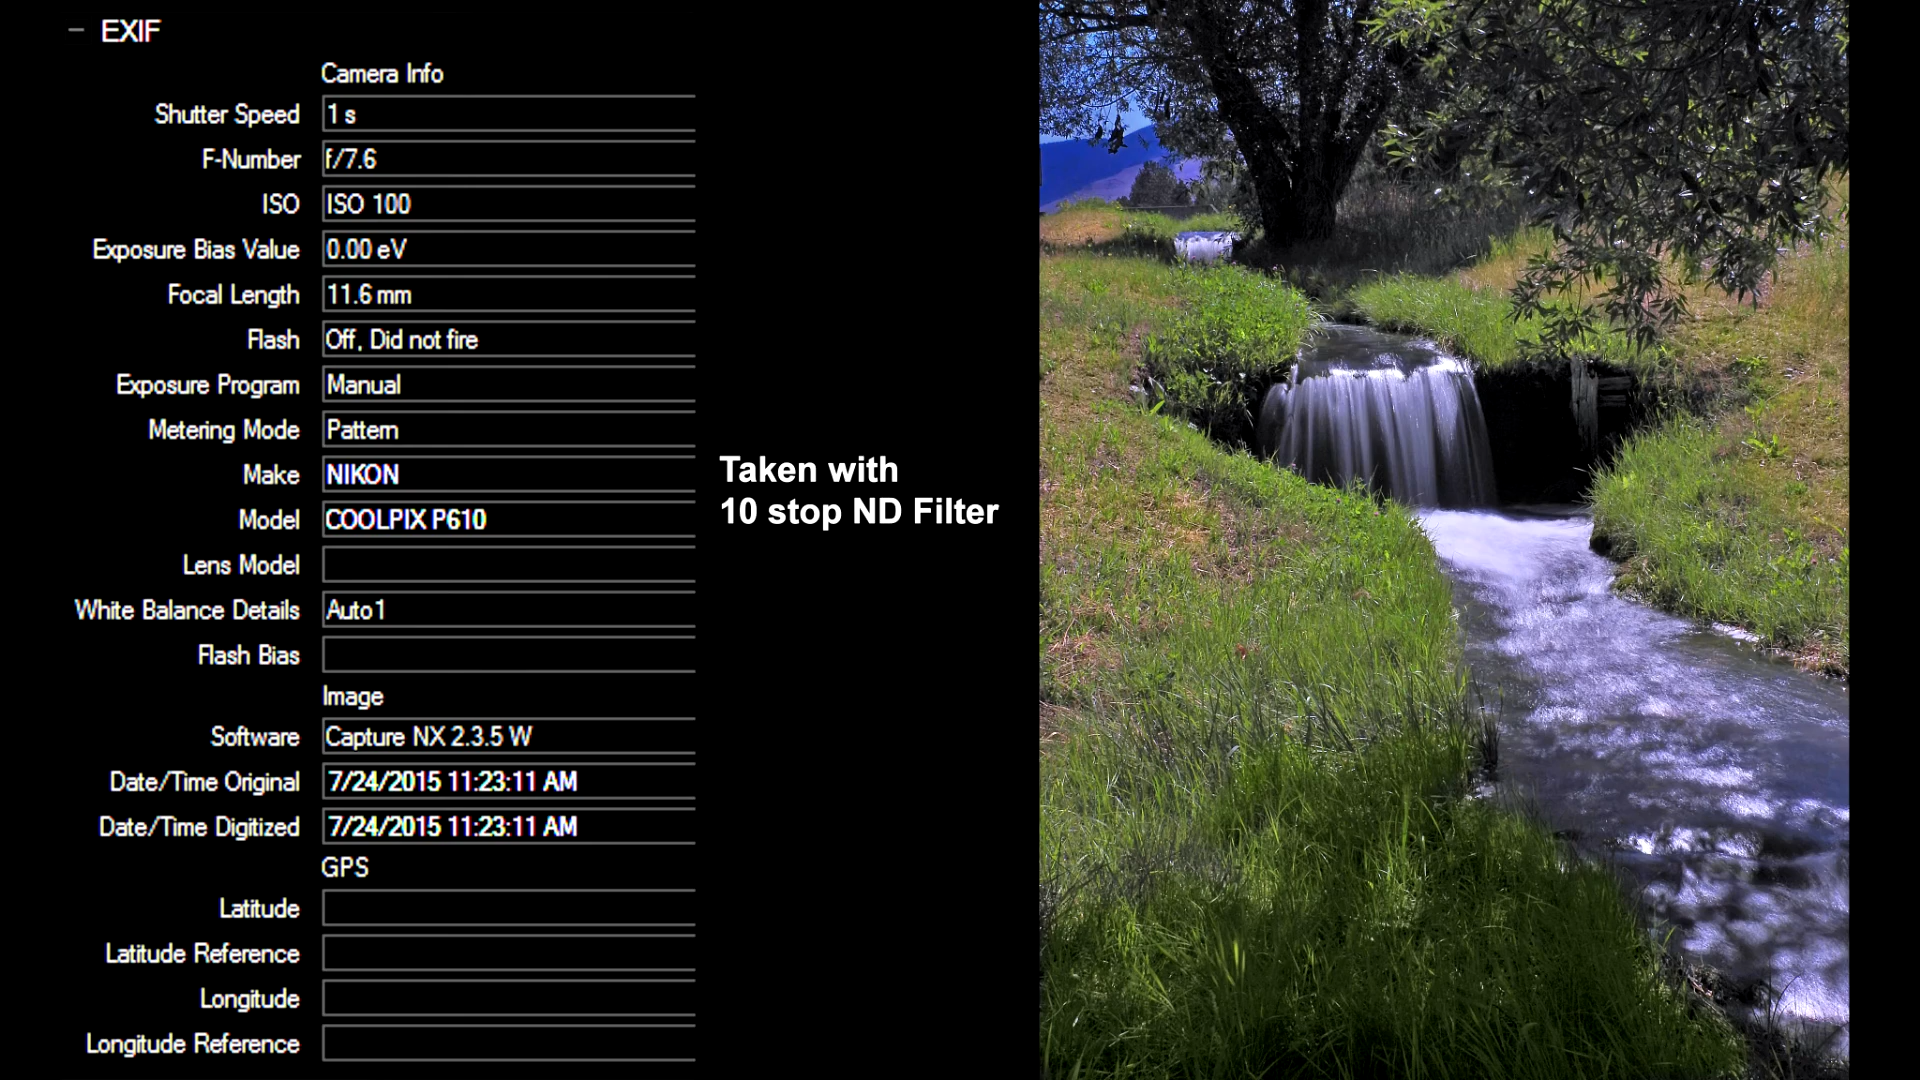 EXIF
Camera Info
Shutter Speed 1 s
F-Number f/7.6
ISO ISO 100
Exposure Bias Value 0.00 eV
Focal Length 11.6 mm
Flash Off, Did not fire
Exposure Program Manual
Metering Mode Pattern
Make NIKON
Model COOLPIX P610
Lens Model
White Balance Details Auto1
Flash Bias
Image
Software Capture NX 2.3.5 W
Date/Time Original 7/24/2015 11:23:11 AM
Date/Time Digitized 7/24/2015 11:23:11 AM
GPS
Latitude
Latitude Reference
Longitude
Longitude Reference
Taken with
10 stop ND Filter